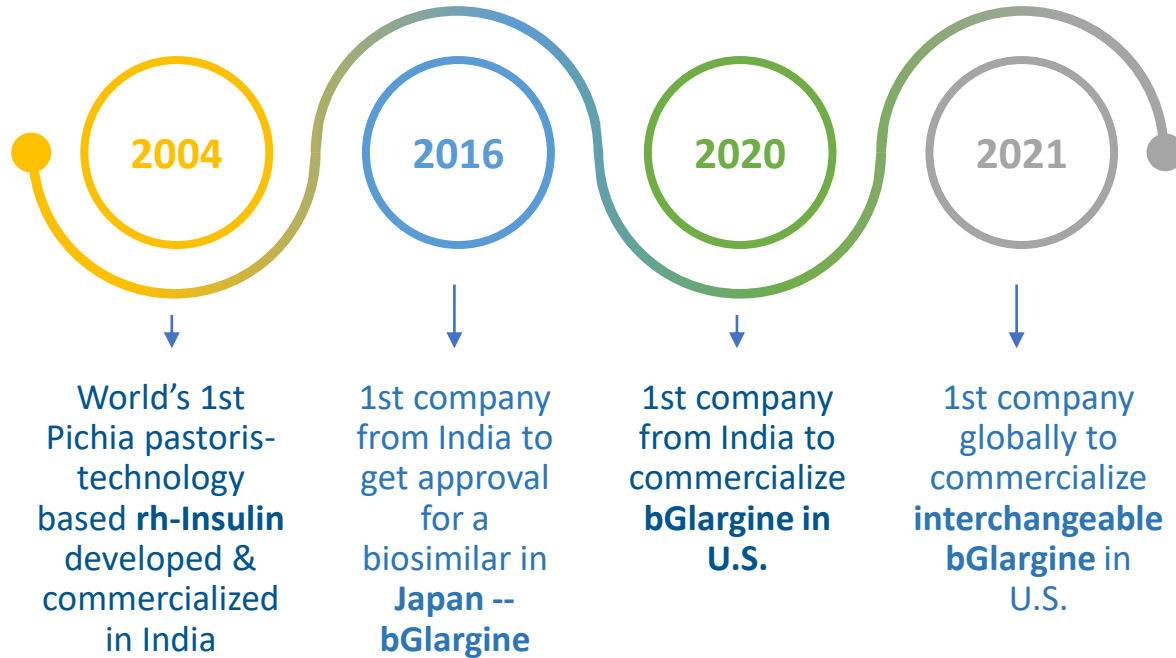 2004
2016
2020
2021
World’s 1st
Pichia pastoris-
technology
based rh-Insulin
developed &
commercialized
in India
1st company
from India to
get approval
for a
biosimilar in
Japan --
bGlargine
1st company
from India to
commercialize
bGlargine in
U.S.
1st company
globally to
commercialize
interchangeable
bGlargine in
U.S.